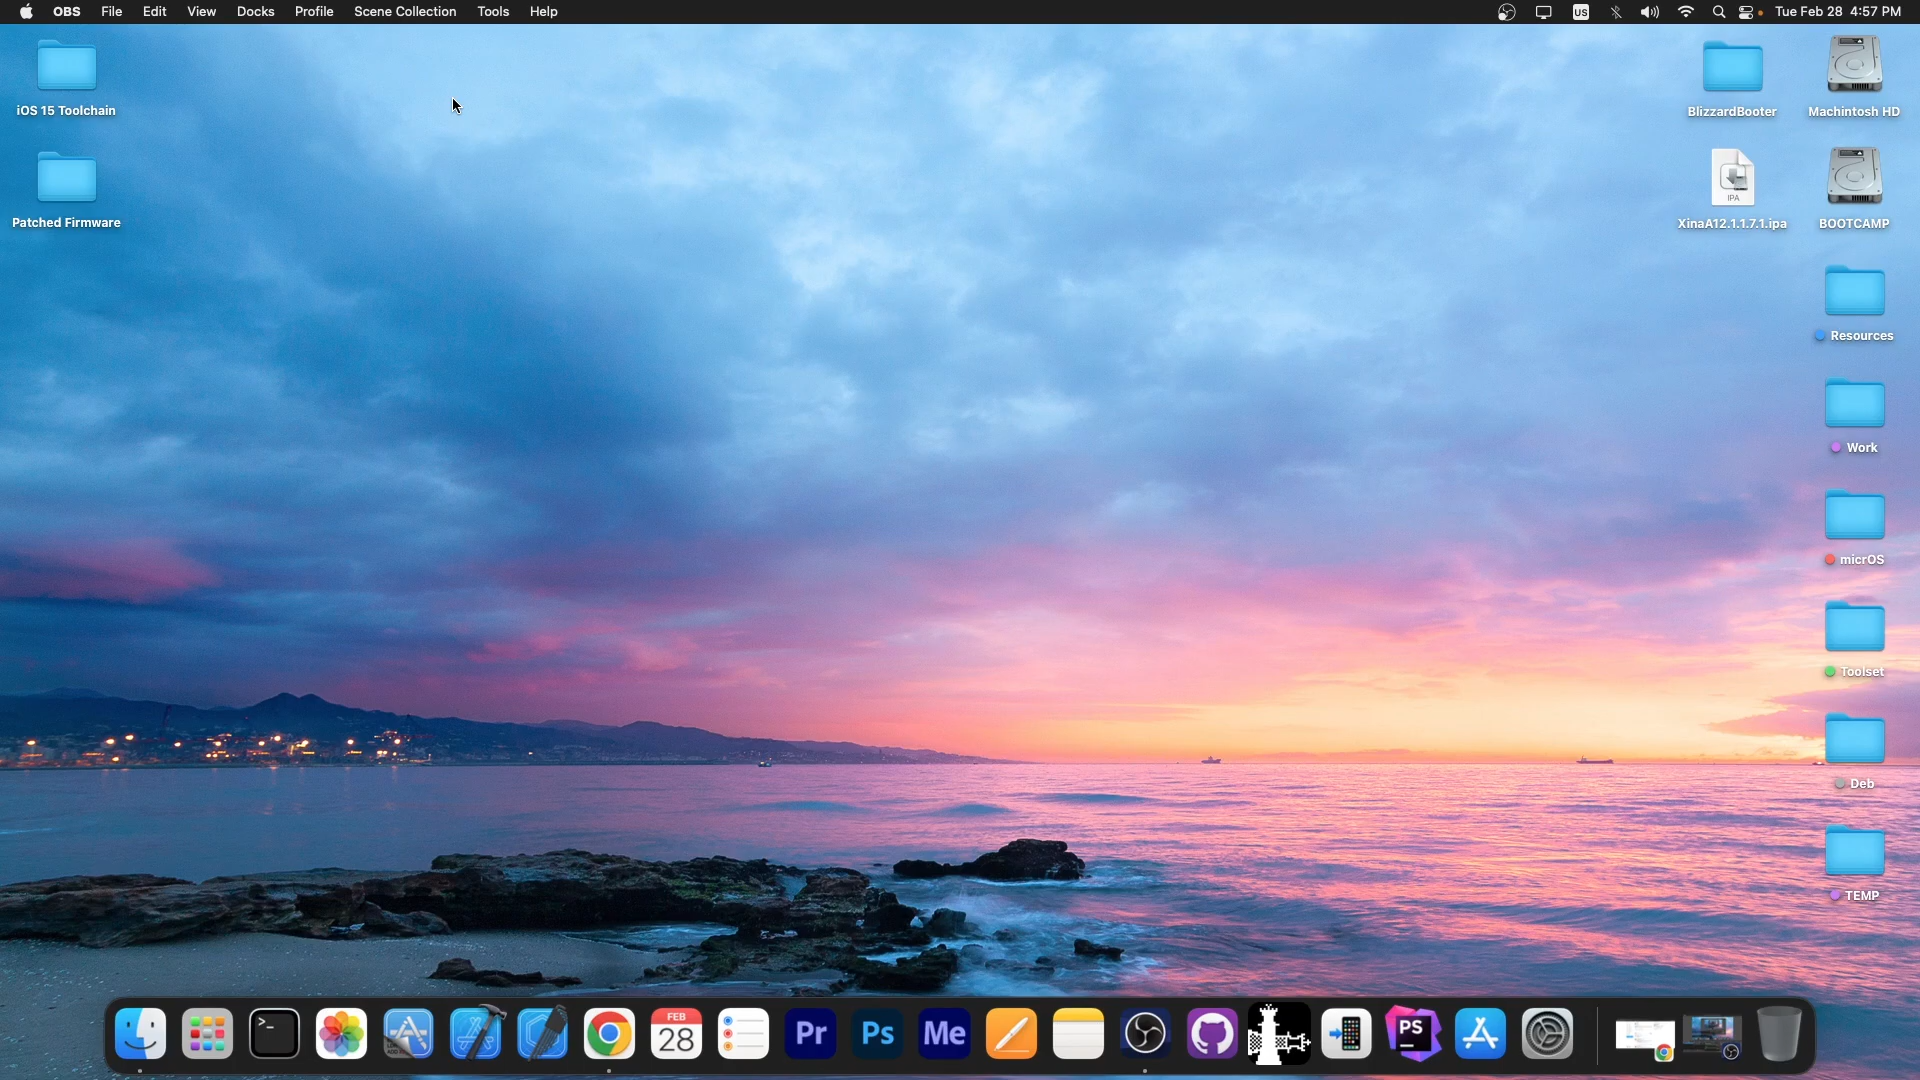 OBS File Edit View Docks Profile Scene Collection Tools Help US Tue Feb 28 4:57 PM
iOS 15 Toolchain
Patched Firmware
BlizzardBooter
Machintosh HD
IPA
XinaA12.1.1.7.1.ipa
BOOTCAMP
Resources
Work
micrOS
Toolset
Deb
TEMP
>_
FEB
28
Pr
Ps
Me
PS